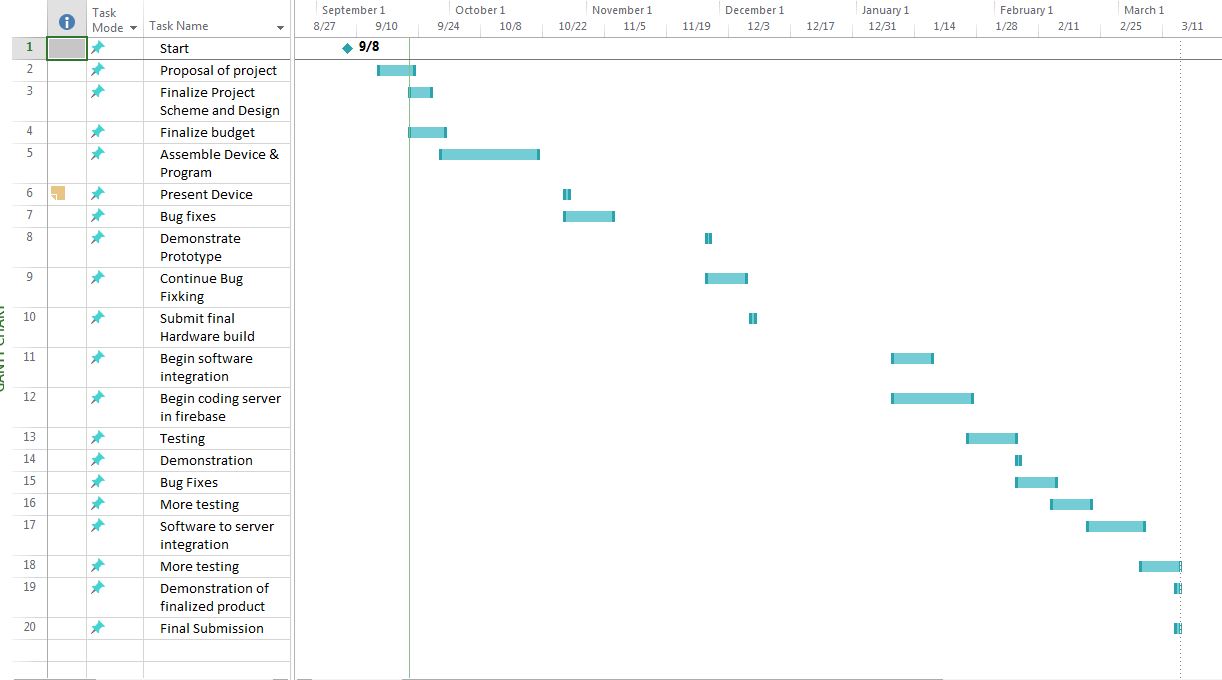 September 1 October 1 November 1 December 1 January 1 February 1 March 1
Task Mode Task Name
8/27 9/10 9/24 10/8 10/22 11/5 11/19 12/3 12/17 12/31 1/14 1/28 2/11 2/25 3/11
1 Start 9/8
2 Proposal of project
3 Finalize Project
Scheme and Design
4 Finalize budget
5 Assemble Device &
Program
6 Present Device
7 Bug fixes
8 Demonstrate
Prototype
9 Continue Bug
Fixking
10 Submit final
Hardware build
11 Begin software
integration
12 Begin coding server
in firebase
13 Testing
14 Demonstration
15 Bug Fixes
16 More testing
17 Software to server
integration
18 More testing
19 Demonstration of
finalized product
20 Final Submission